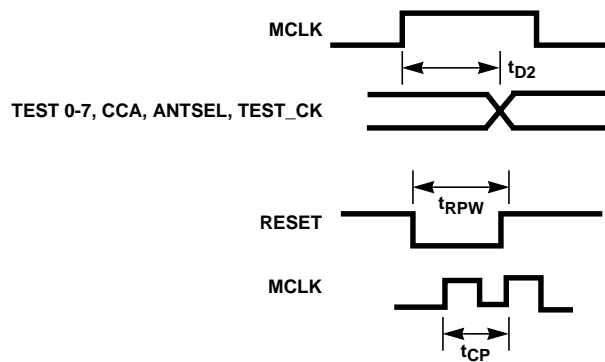 MCLK
tD2
TEST 0-7, CCA, ANTSEL, TEST_CK
tRPW
RESET
MCLK
tCP